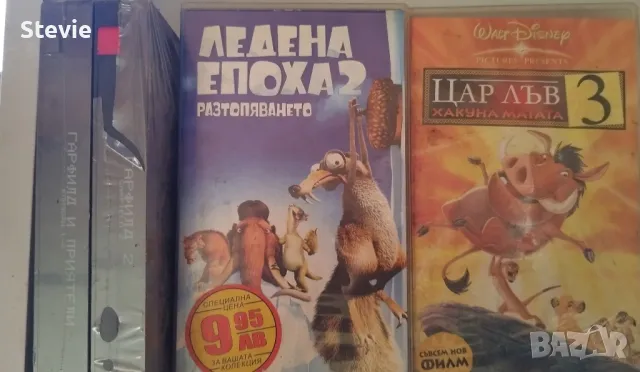 Stevie
ГАРФИЛД И ПРИЯТЕЛИ
ГАРФИЛД 2
ЛЕДЕНА
ЕПОХА 2
РАЗТОПЯВАНЕТО
СПЕЦИАЛНА
ЦЕНА
9 95
ЛВ
ЗА ВАШАТА
КОЛЕКЦИЯ
WALT DISNEY
PICTURES PRESENTS
ЦАР ЛЪВ 3
ХАКУНА МАТАТА
СЪВСЕМ НОВ
ФИЛМ
BAZAR